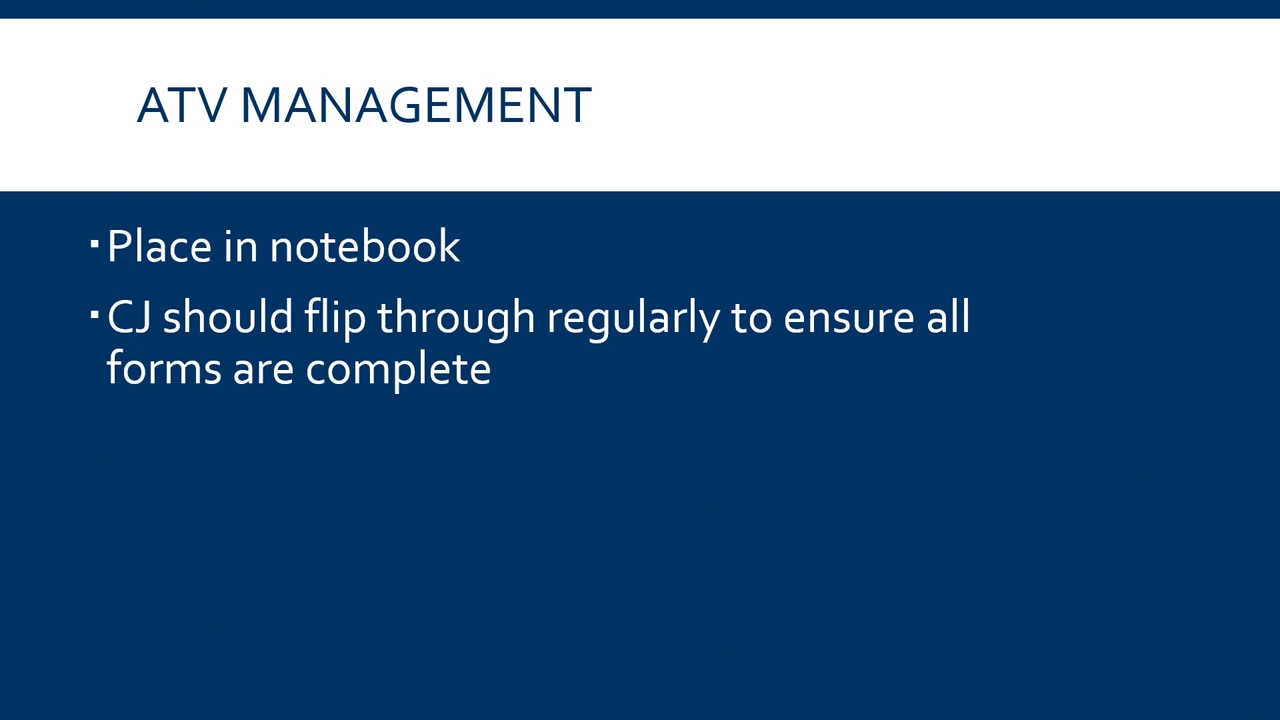 ATV MANAGEMENT
▪Place in notebook
▪CJ should flip through regularly to ensure all
forms are complete